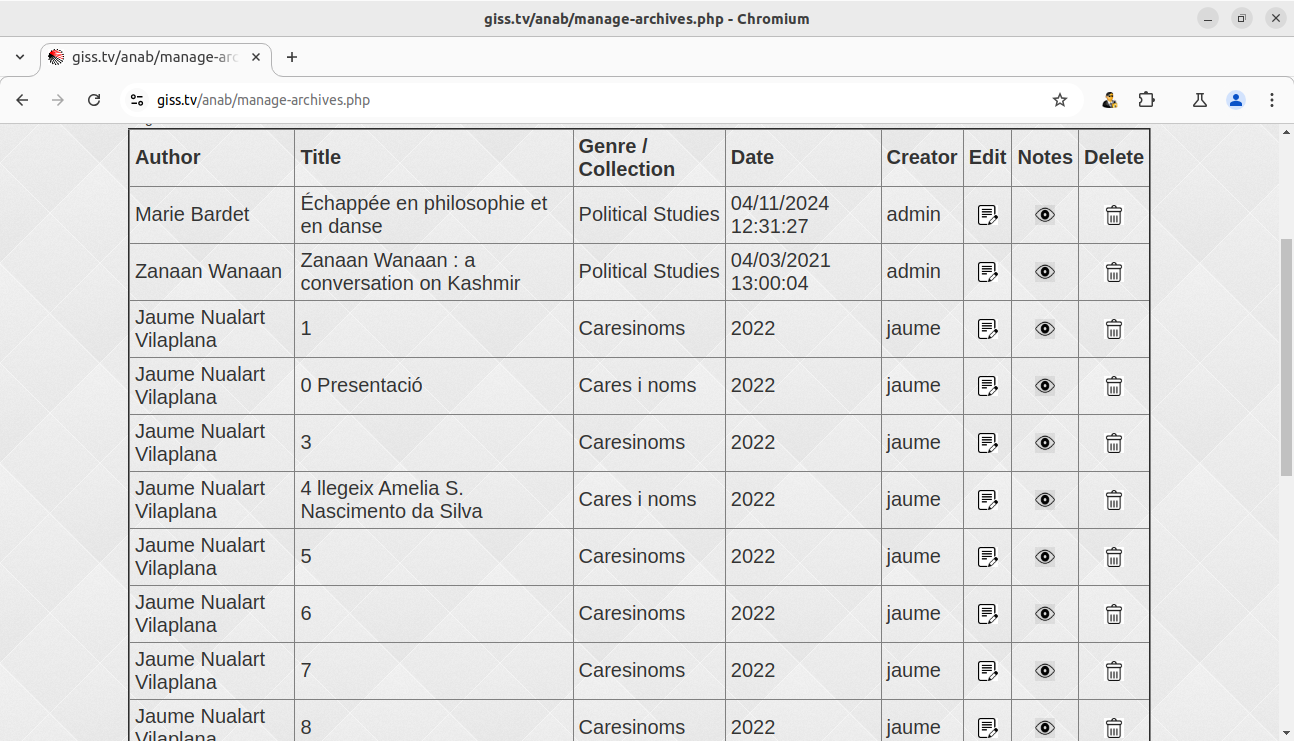 giss.tv/anab/manage-archives.php - Chromium
giss.tv/anab/manage-arc
giss.tv/anab/manage-archives.php
Author Title Genre / Collection Date Creator Edit Notes Delete
Marie Bardet Échappée en philosophie et en danse Political Studies 04/11/2024 12:31:27 admin
Zanaan Wanaan Zanaan Wanaan : a conversation on Kashmir Political Studies 04/03/2021 13:00:04 admin
Jaume Nualart Vilaplana 1 Caresinoms 2022 jaume
Jaume Nualart Vilaplana 0 Presentació Cares i noms 2022 jaume
Jaume Nualart Vilaplana 3 Caresinoms 2022 jaume
Jaume Nualart Vilaplana 4 llegeix Amelia S. Nascimento da Silva Cares i noms 2022 jaume
Jaume Nualart Vilaplana 5 Caresinoms 2022 jaume
Jaume Nualart Vilaplana 6 Caresinoms 2022 jaume
Jaume Nualart Vilaplana 7 Caresinoms 2022 jaume
Jaume Nualart Vilaplana 8 Caresinoms 2022 jaume